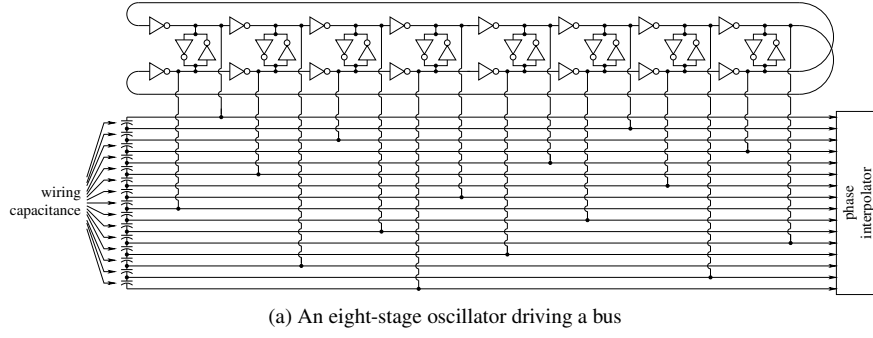 wiring
capacitance
phase
interpolator
(a) An eight-stage oscillator driving a bus